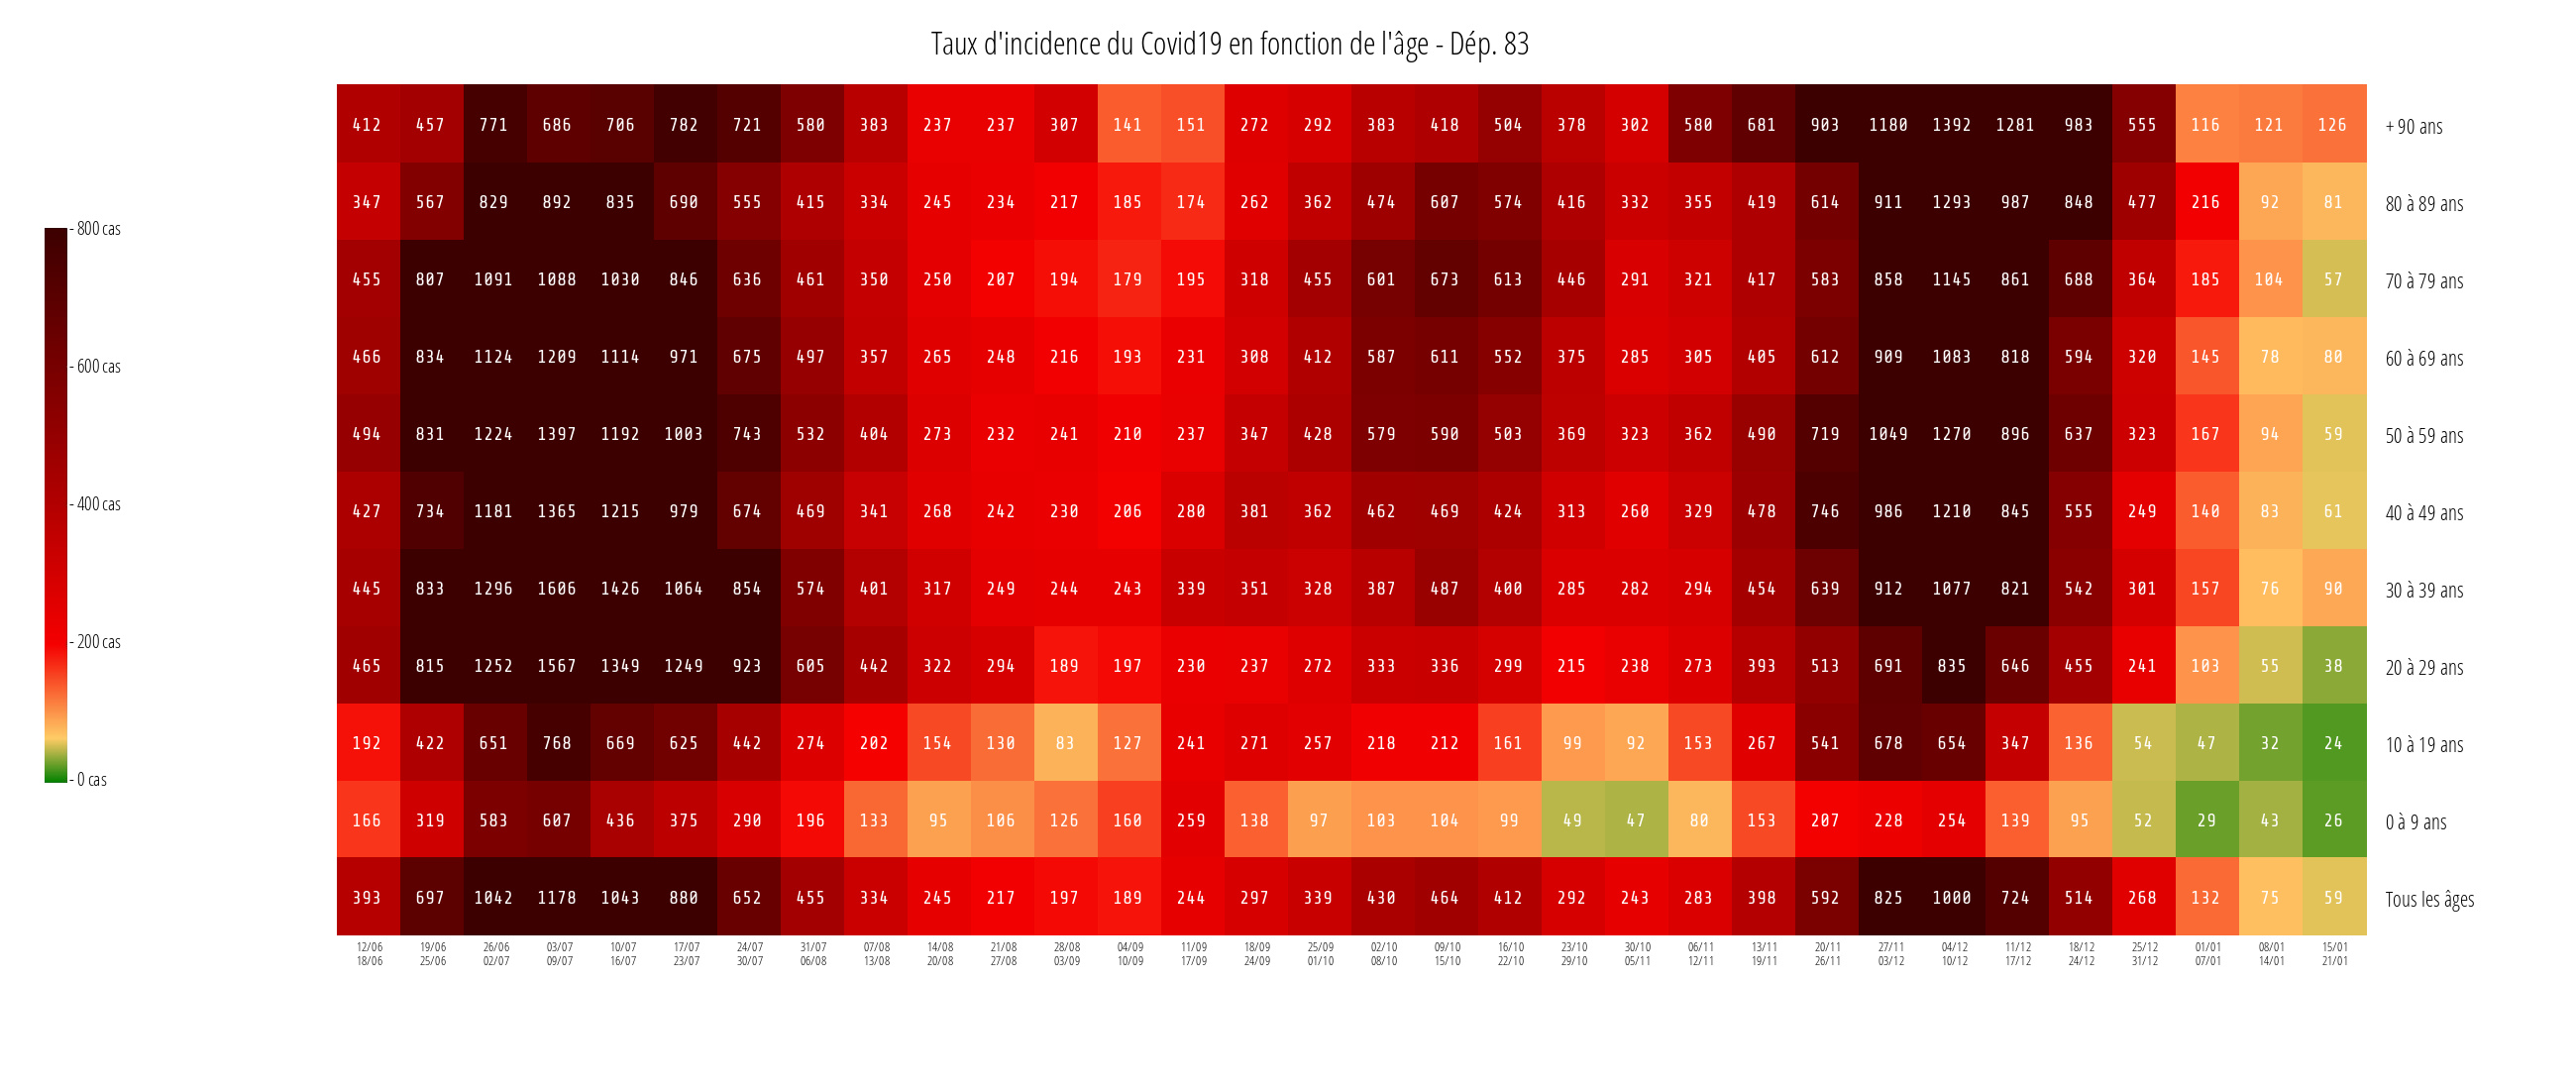 Taux d'incidence du Covid19 en fonction de l'âge - Dép. 83
412 457 771 686 706 782 721 580 383 237 237 307 141 151 272 292 383 418 504 378 302 580 681 903 1180 1392 1281 983 555 116 121 126 + 90 ans
347 567 829 892 835 690 555 415 334 245 234 217 185 174 262 362 474 607 574 416 332 355 419 614 911 1293 987 848 477 216 92 81 80 à 89 ans
455 807 1091 1088 1030 846 636 461 350 250 207 194 179 195 318 455 601 673 613 446 291 321 417 583 858 1145 861 688 364 185 104 57 70 à 79 ans
466 834 1124 1209 1114 971 675 497 357 265 248 216 193 231 308 412 587 611 552 375 285 305 405 612 909 1083 818 594 320 145 78 80 60 à 69 ans
494 831 1224 1397 1192 1003 743 532 404 273 232 241 210 237 347 428 579 590 503 369 323 362 490 719 1049 1270 896 637 323 167 94 59 50 à 59 ans
427 734 1181 1365 1215 979 674 469 341 268 242 230 206 280 381 362 462 469 424 313 260 329 478 746 986 1210 845 555 249 140 83 61 40 à 49 ans
445 833 1296 1606 1426 1064 854 574 401 317 249 244 243 339 351 328 387 487 400 285 282 294 454 639 912 1077 821 542 301 157 76 90 30 à 39 ans
465 815 1252 1567 1349 1249 923 605 442 322 294 189 197 230 237 272 333 336 299 215 238 273 393 513 691 835 646 455 241 103 55 38 20 à 29 ans
192 422 651 768 669 625 442 274 202 154 130 83 127 241 271 257 218 212 161 99 92 153 267 541 678 654 347 136 54 47 32 24 10 à 19 ans
166 319 583 607 436 375 290 196 133 95 106 126 160 259 138 97 103 104 99 49 47 80 153 207 228 254 139 95 52 29 43 26 0 à 9 ans
393 697 1042 1178 1043 880 652 455 334 245 217 197 189 244 297 339 430 464 412 292 243 283 398 592 825 1000 724 514 268 132 75 59 Tous les âges
12/06 19/06 26/06 03/07 10/07 17/07 24/07 31/07 07/08 14/08 21/08 28/08 04/09 11/09 18/09 25/09 02/10 09/10 16/10 23/10 30/10 06/11 13/11 20/11 27/11 04/12 11/12 18/12 25/12 01/01 08/01 15/01
18/06 25/06 02/07 09/07 16/07 23/07 30/07 06/08 13/08 20/08 27/08 03/09 10/09 17/09 24/09 01/10 08/10 15/10 22/10 29/10 05/11 12/11 19/11 26/11 03/12 10/12 17/12 24/12 31/12 07/01 14/01 21/01
- 800 cas
- 600 cas
- 400 cas
- 200 cas
- 0 cas